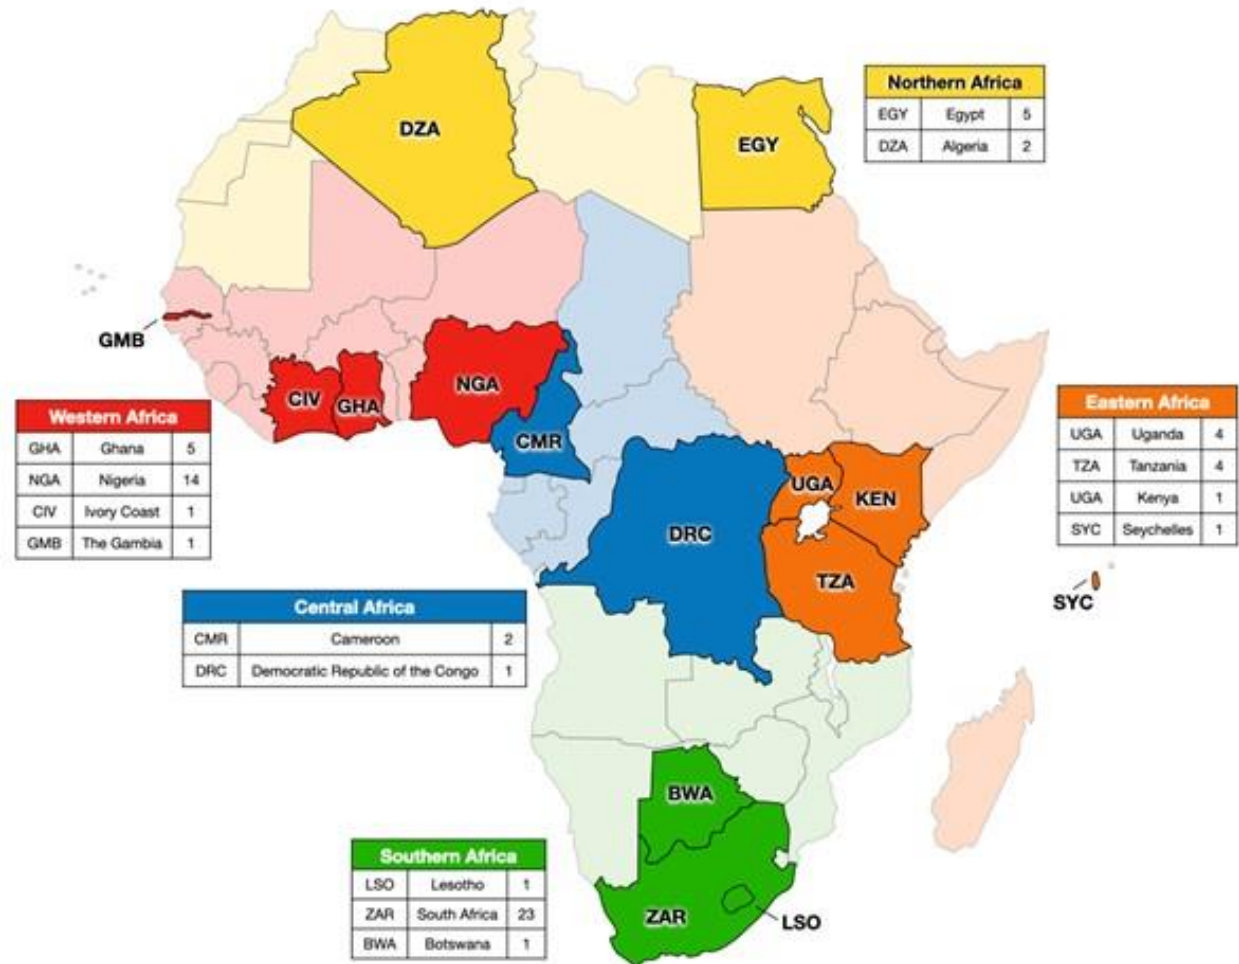 Northern Africa
EGY Egypt 5
DZA Algeria 2
DZA
EGY
GMB
CIV
GHA
NGA
CMR
Western Africa
GHA Ghana 5
NGA Nigeria 14
CIV Ivory Coast 1
GMB The Gambia 1
Eastern Africa
UGA Uganda 4
TZA Tanzania 4
UGA Kenya 1
SYC Seychelles 1
UGA
KEN
DRC
TZA
SYC
Central Africa
CMR Cameroon 2
DRC Democratic Republic of the Congo 1
BWA
Southern Africa
LSO Lesotho 1
ZAR South Africa 23
BWA Botswana 1
ZAR
LSO